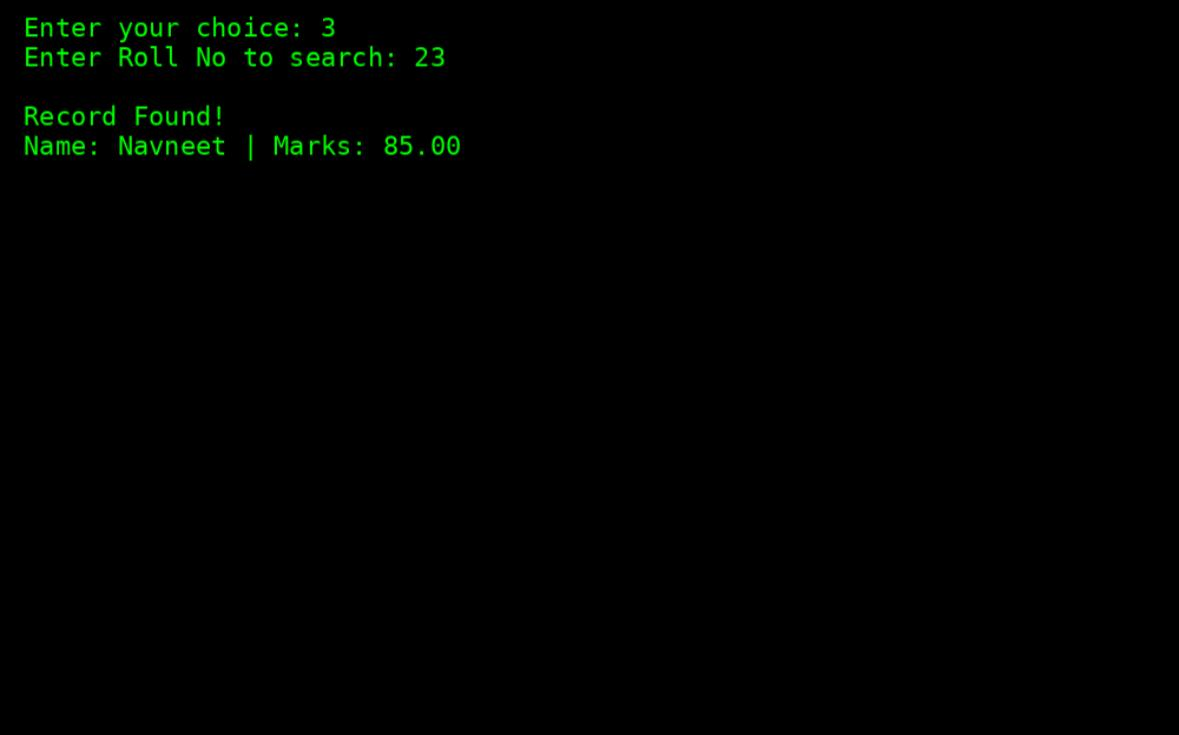 Enter your choice: 3
Enter Roll No to search: 23
Record Found!
Name: Navneet | Marks: 85.00